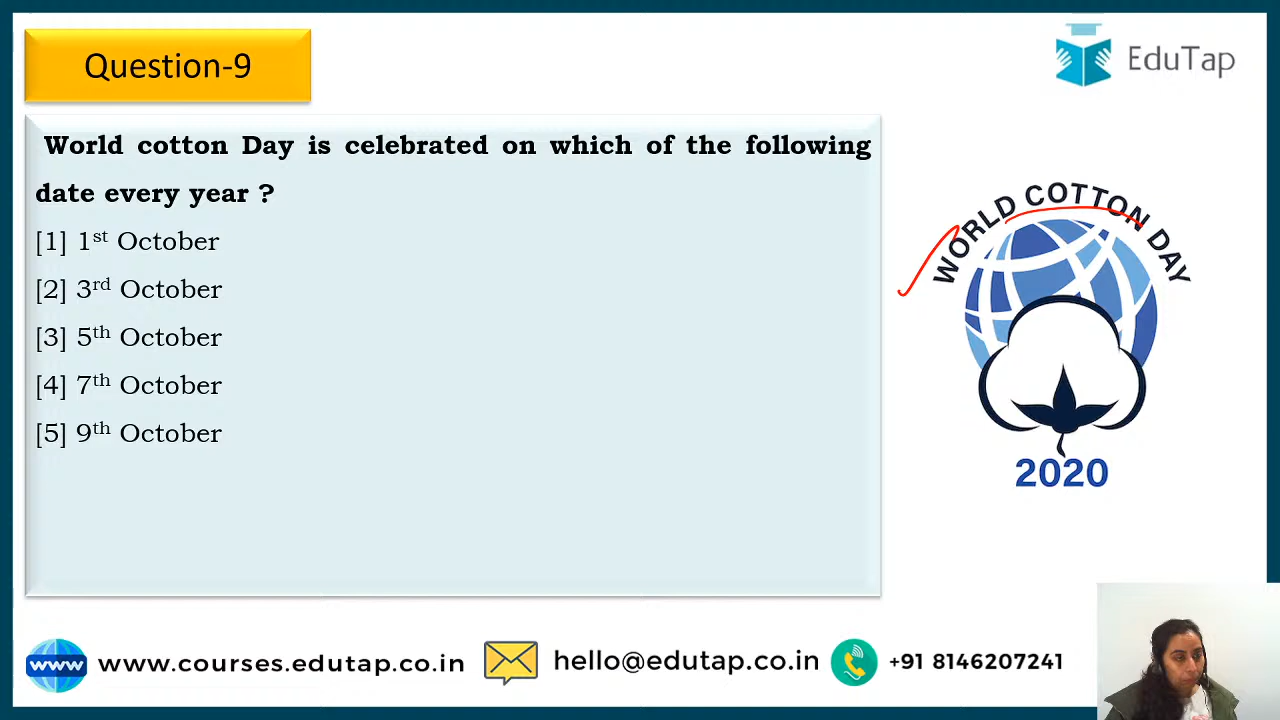 Question-9
EduTap
World cotton Day is celebrated on which of the following
date every year ?
[1] 1st October
[2] 3rd October
[3] 5th October
[4] 7th October
[5] 9th October
WORLD COTTON DAY
2020
www
www.courses.edutap.co.in
hello@edutap.co.in
+91 8146207241